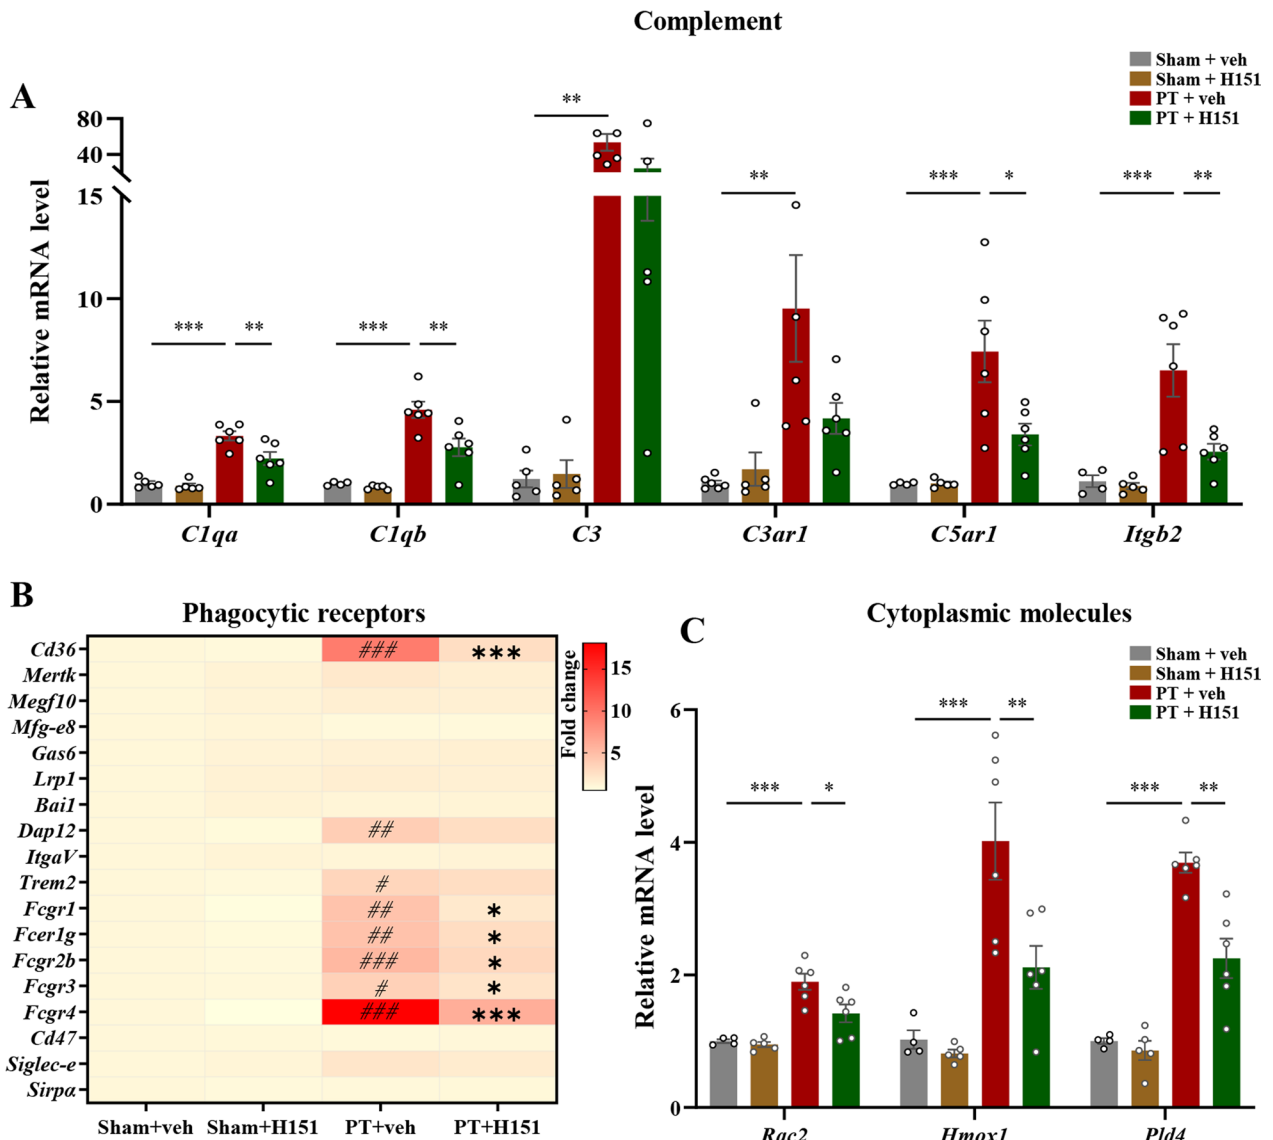 Complement
A
Sham + veh
Sham + H151
PT + veh
PT + H151
Relative mRNA level
80
40
15
10
5
0
** 
*** ** *** **
** *** * *** **
C1qa C1qb C3 C3ar1 C5ar1 Itgb2
B
Phagocytic receptors
Cd36 ### ***
Mertk
Megf10
Mfg-e8
Gas6
Lrp1
Bai1
Dap12 ##
ItgaV
Trem2 #
Fcgr1 ## *
Fcer1g ## *
Fcgr2b ### *
Fcgr3 # *
Fcgr4 ### ***
Cd47
Siglec-e
Sirpα
Sham+veh Sham+H151 PT+veh PT+H151
Fold change
15
10
5
C
Cytoplasmic molecules
Sham + veh
Sham + H151
PT + veh
PT + H151
Relative mRNA level
6
4
2
0
*** * *** ** *** **
Rac2 Hmox1 Pld4